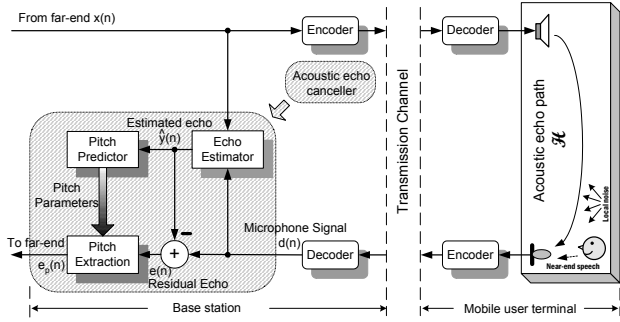 From far-end x(n)
Encoder
Decoder
Acoustic echo
canceller
Transmission Channel
Acoustic echo path
H
Estimated echo
ŷ(n)
Pitch
Predictor
Echo
Estimator
Pitch
Parameters
Local noise
Microphone Signal
d(n)
To far-end
e_p(n)
Pitch
Extraction
−
+
e(n)
Residual Echo
Decoder
Encoder
Near-end speech
Base station
Mobile user terminal